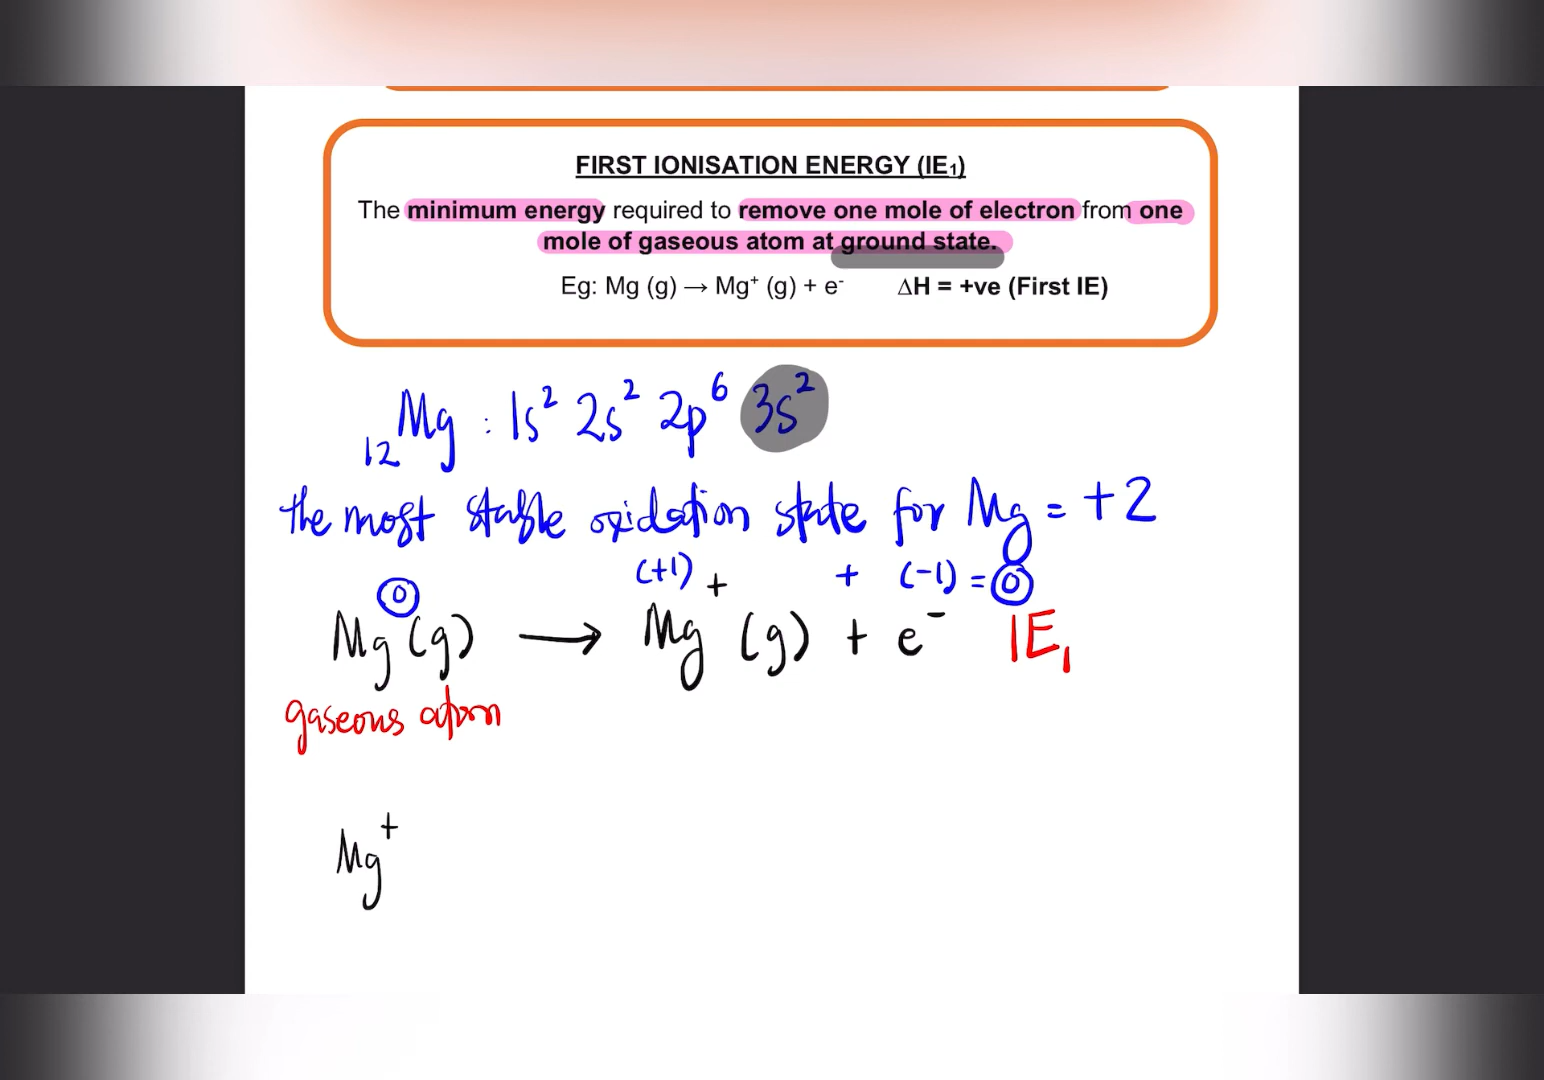 FIRST IONISATION ENERGY (IE₁)
The minimum energy required to remove one mole of electron from one
mole of gaseous atom at ground state.
Eg: Mg (g) → Mg⁺ (g) + e⁻ ΔH = +ve (First IE)
₁₂Mg : 1s² 2s² 2p⁶ 3s²
the most stable oxidation state for Mg = +2
0 (+1) + (-1) = 0
Mg (g) → Mg⁺ (g) + e⁻ IE₁
gaseous atom
Mg⁺